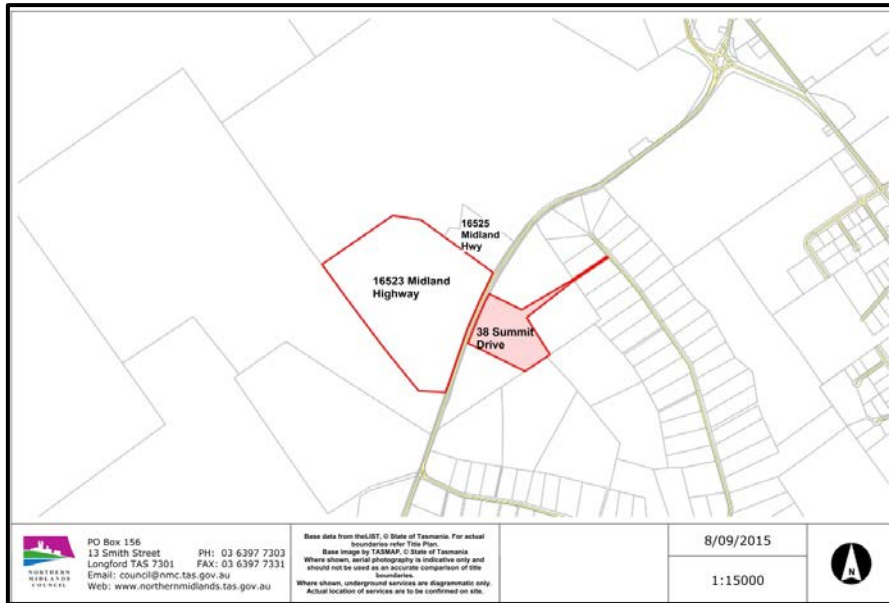 16525
Midland
Hwy
16523 Midland
Highway
38 Summit
Drive
NORTHERN
MIDLANDS
COUNCIL
PO Box 156
13 Smith Street PH: 03 6397 7303
Longford TAS 7301 FAX: 03 6397 7331
Email: council@nmc.tas.gov.au
Web: www.northernmidlands.tas.gov.au
Base data from theLIST, © State of Tasmania. For actual
boundaries refer Title Plan.
Base image by TASMAP, © State of Tasmania
Where shown, aerial photography is indicative only and
should not be used as an accurate comparison of title
boundaries.
Where shown, underground services are diagrammatic only.
Actual location of services are to be confirmed on site.
8/09/2015
1:15000
N